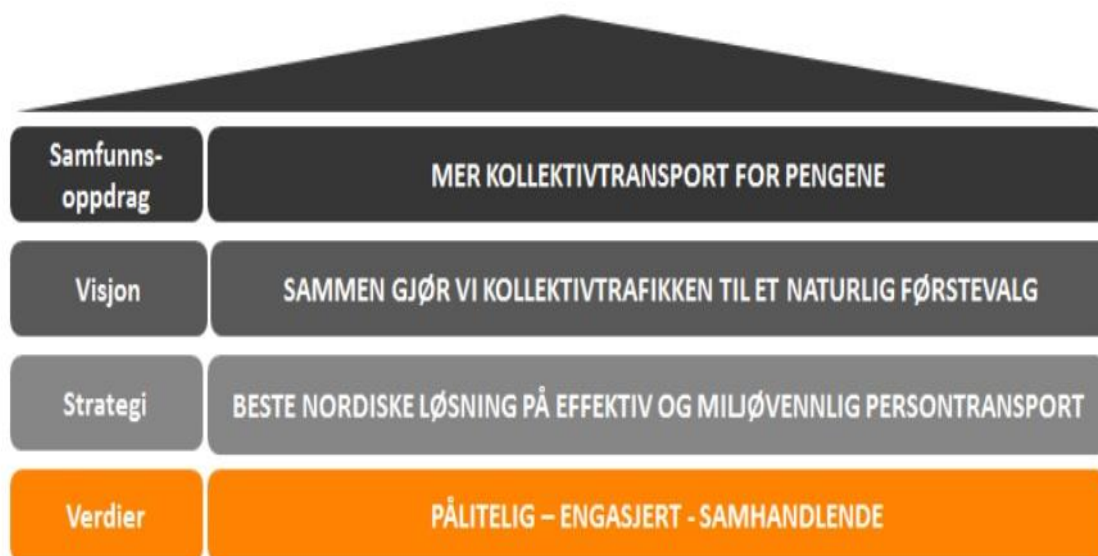 Samfunns-
oppdrag
MER KOLLEKTIVTRANSPORT FOR PENGENE
Visjon
SAMMEN GJØR VI KOLLEKTIVTRAFIKKEN TIL ET NATURLIG FØRSTEVALG
Strategi
BESTE NORDISKE LØSNING PÅ EFFEKTIV OG MILJØVENNLIG PERSONTRANSPORT
Verdier
PÅLITELIG – ENGASJERT - SAMHANDLENDE